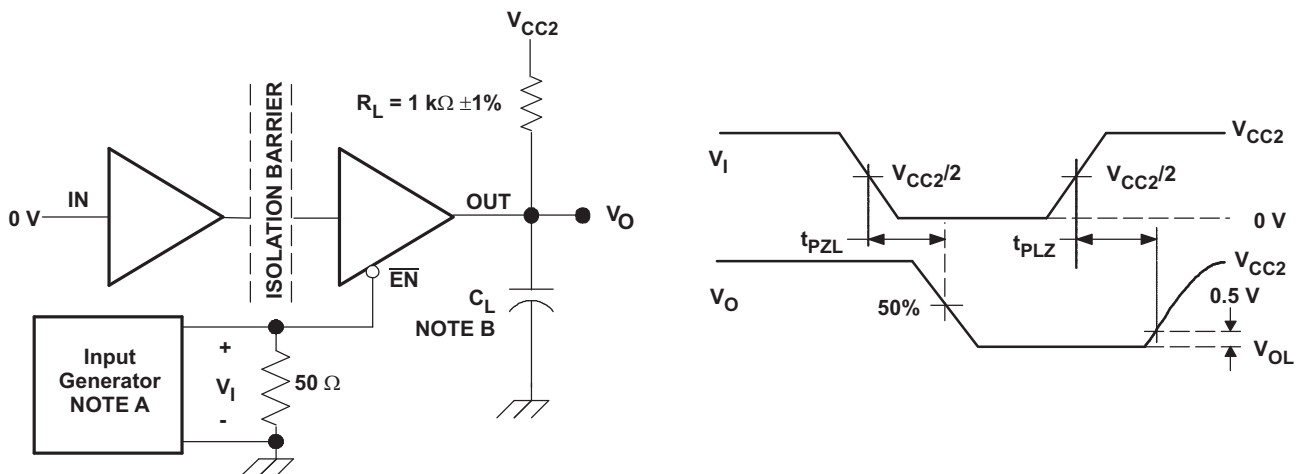 V_CC2
R_L = 1 kΩ ±1%
ISOLATION BARRIER
IN
0 V
OUT
V_O
E̅N̅
C_L
NOTE B
Input
Generator
NOTE A
+
V_I
-
50 Ω
V_I
V_CC2
V_CC2/2
V_CC2/2
0 V
t_PZL
t_PLZ
V_O
V_CC2
50%
0.5 V
V_OL